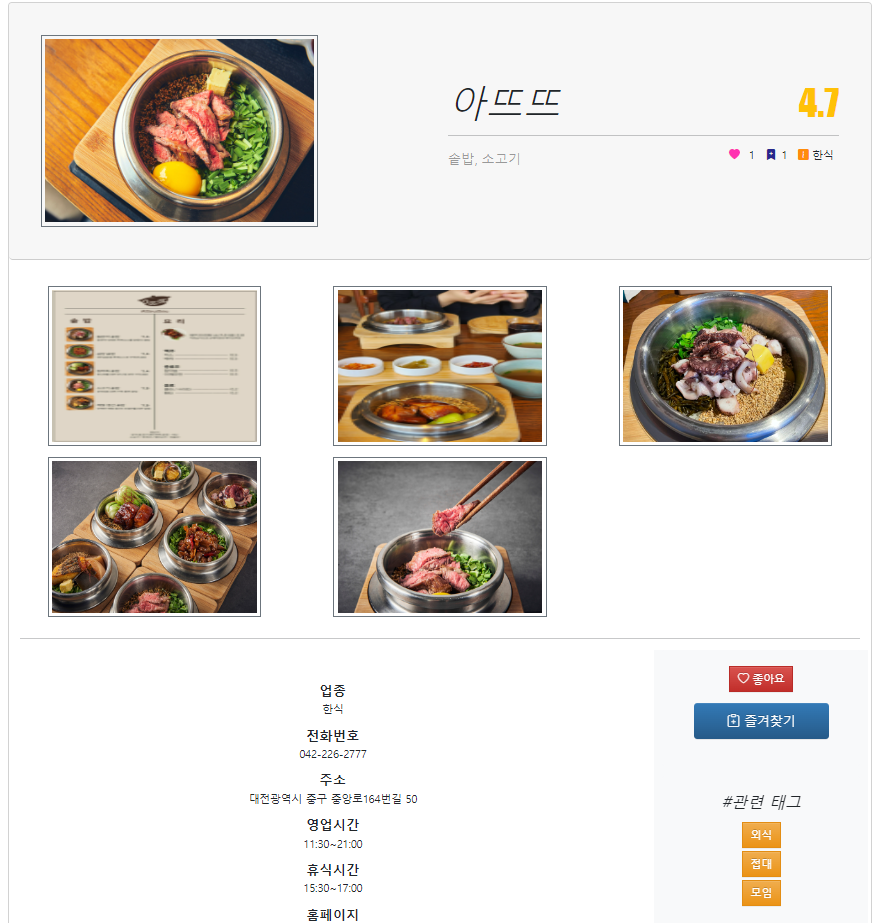 아뜨뜨
4.7
솥밥, 소고기
1 1 한식
솥 밥
요 리
좋아요
즐겨찾기
업종
한식
전화번호
042-226-2777
주소
대전광역시 중구 중앙로164번길 50
영업시간
11:30~21:00
휴식시간
15:30~17:00
홈페이지
#관련 태그
외식
접대
모임